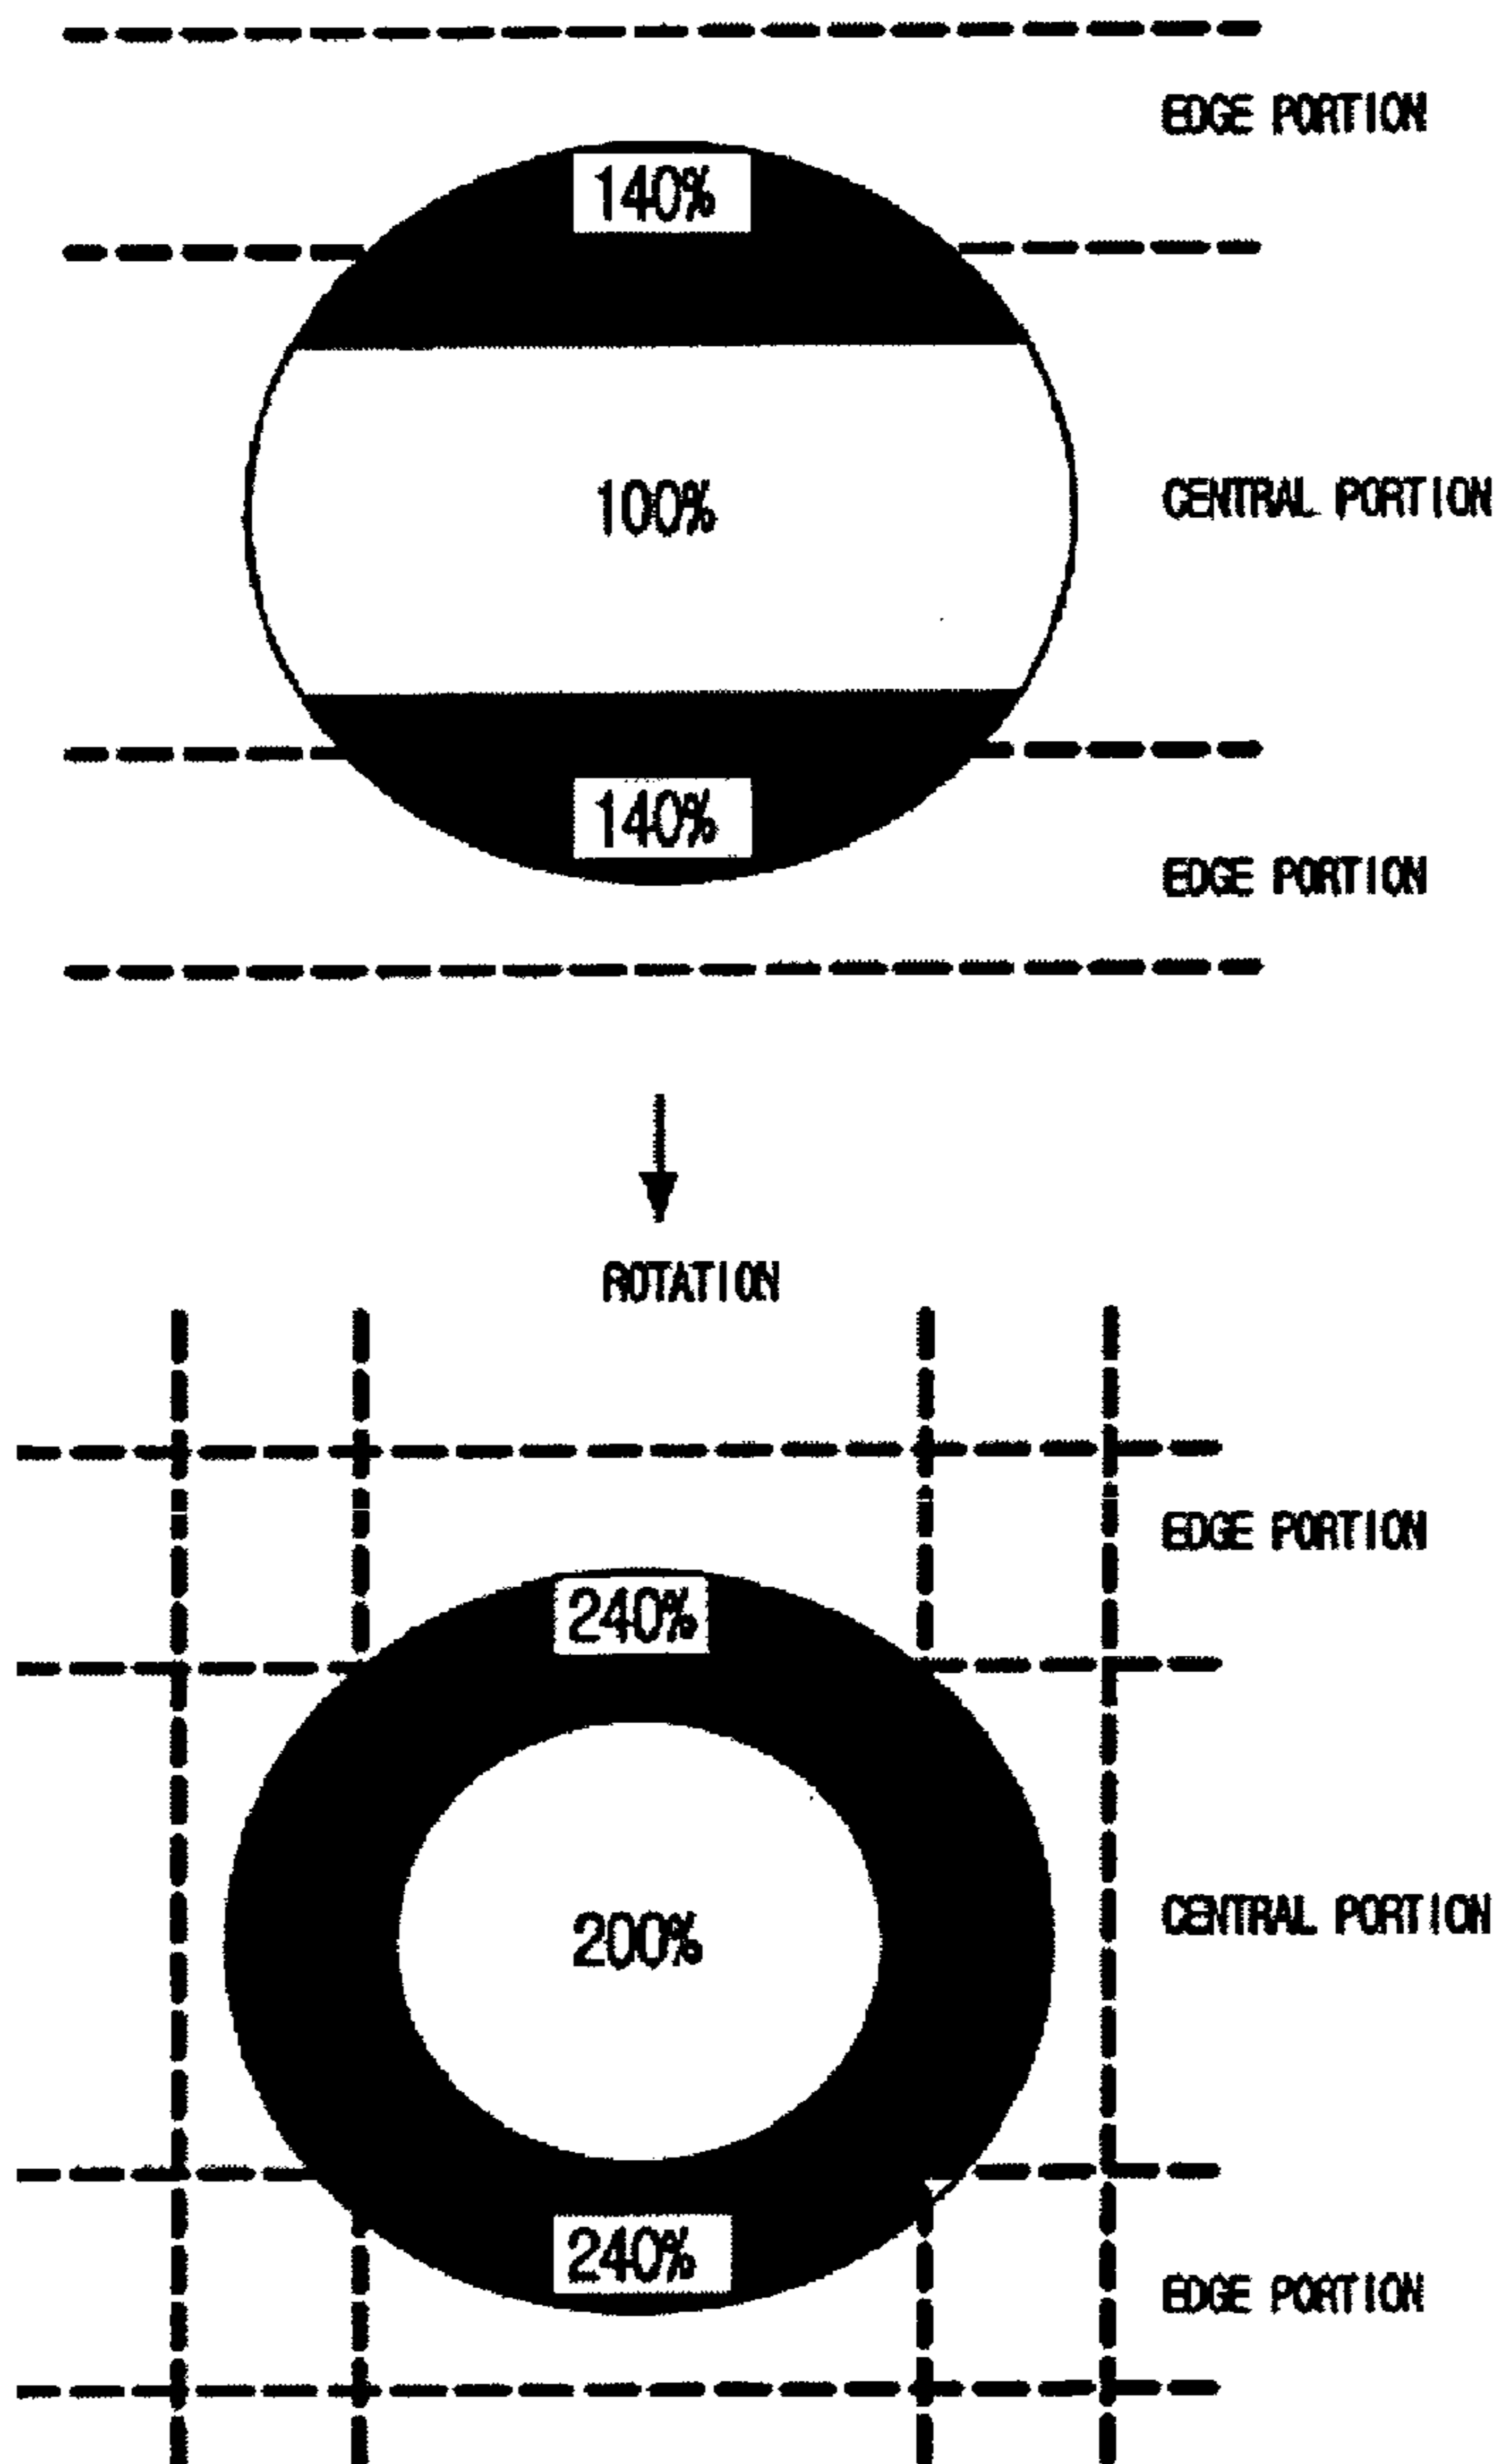 EDGE PORTION
140%
100%
CENTRAL PORTION
140%
EDGE PORTION
ROTATION
EDGE PORTION
240%
200%
CENTRAL PORTION
240%
EDGE PORTION